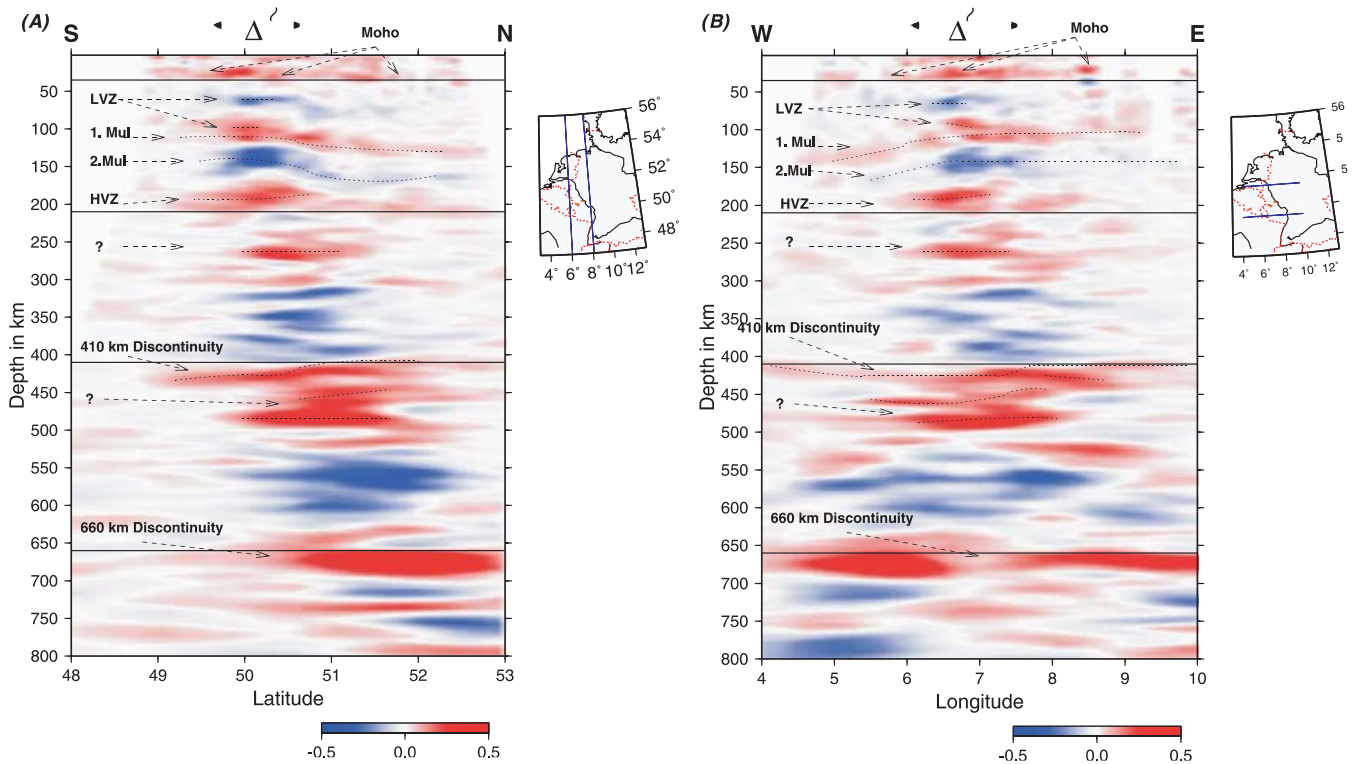 (A)
S
Δ
Moho
N
50
100
150
200
250
300
350
400
450
500
550
600
650
700
750
800
Depth in km
LVZ
1. Mul
2.Mul
HVZ
?
410 km Discontinuity
?
660 km Discontinuity
48
49
50
51
52
53
Latitude
-0.5
0.0
0.5
56°
54°
52°
50°
48°
4°
6°
8°
10°
12°
(B)
W
Δ
Moho
E
50
100
150
200
250
300
350
400
450
500
550
600
650
700
750
800
Depth in km
LVZ
1. Mul
2.Mul
HVZ
?
410 km Discontinuity
?
660 km Discontinuity
4
5
6
7
8
9
10
Longitude
-0.5
0.0
0.5
56
5
5
50°
48°
4°
6°
8°
10°
12°